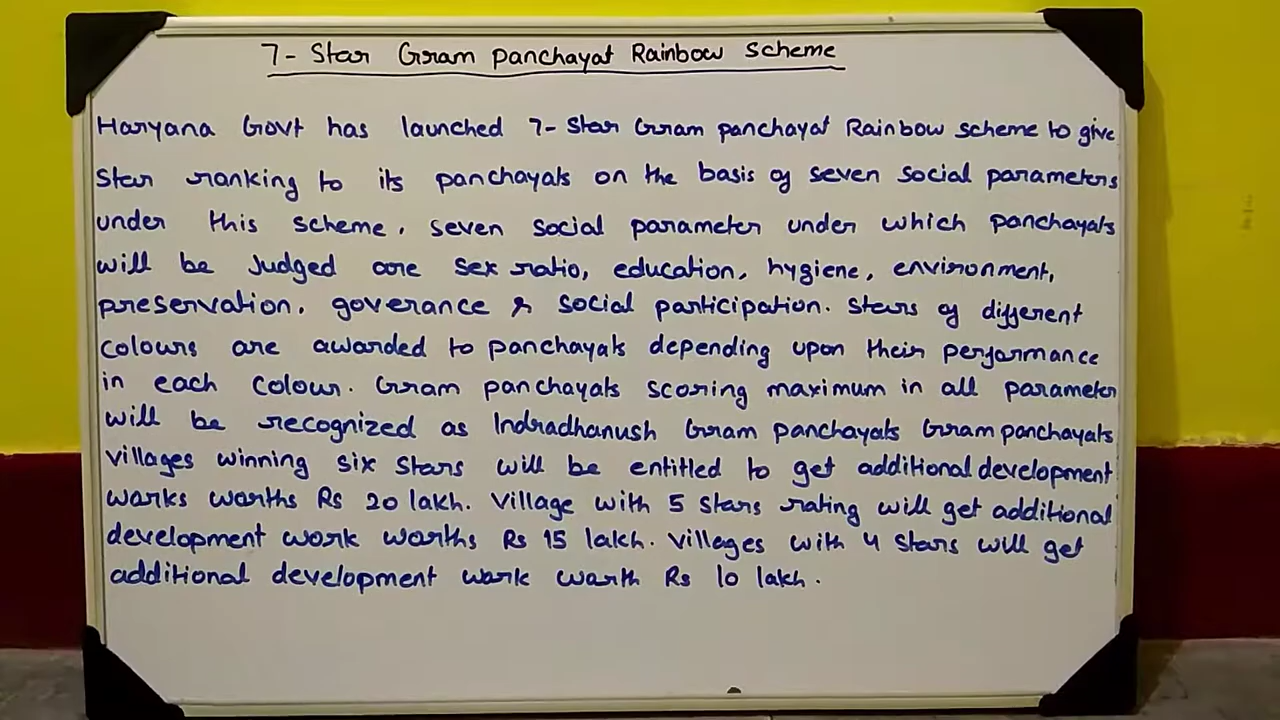 7- Star Gram panchayat Rainbow Scheme
Haryana Govt has launched 7- Star Gram panchayat Rainbow scheme to give
Star ranking to its panchayats on the basis of seven social parameters
under this scheme. seven social parameter under which panchayats
will be Judged are sex ratio, education, hygiene, environment,
preservation. goverance & social participation. Stars of different
colours are awarded to panchayats depending upon their performance
in each colour. Gram panchayats scoring maximum in all parameter
will be recognized as Indradhanush Gram panchayats Gram panchayats
villages winning six stars will be entitled to get additional development
works worths Rs 20 lakh. Village with 5 stars rating will get additional
development work worths Rs 15 lakh. Villages with 4 stars will get
additional development work worth Rs 10 lakh.